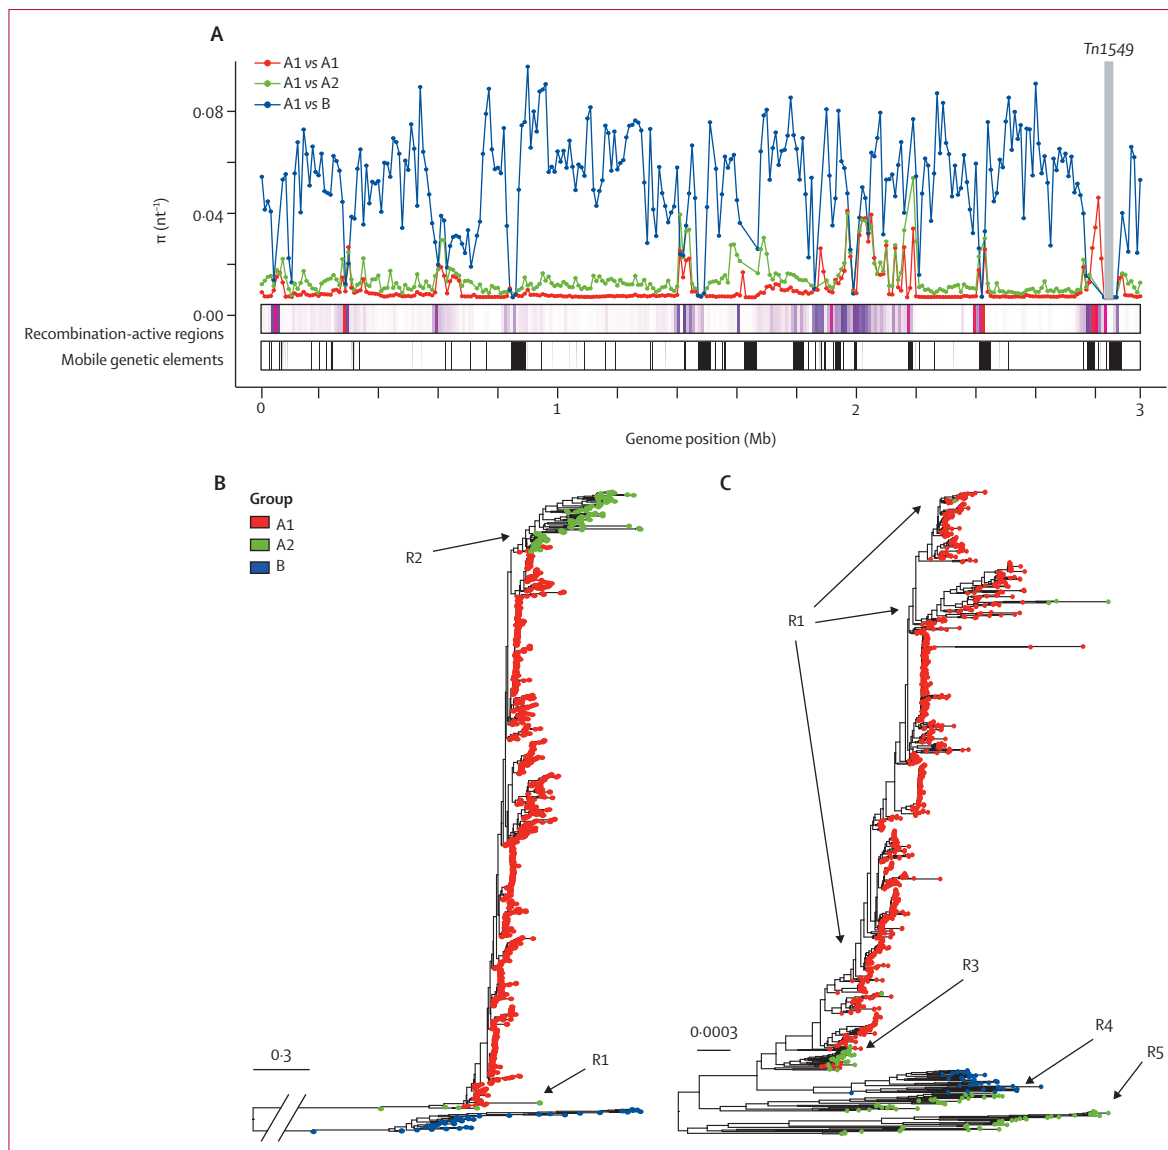 A
Tn1549
A1 vs A1
A1 vs A2
A1 vs B
0·08
0·04
0·00
π (nt⁻¹)
Recombination-active regions
Mobile genetic elements
0 1 2 3
Genome position (Mb)
B
C
Group
A1
A2
B
R2
R1
R3
0·0003
R4
R5
0·3
R1